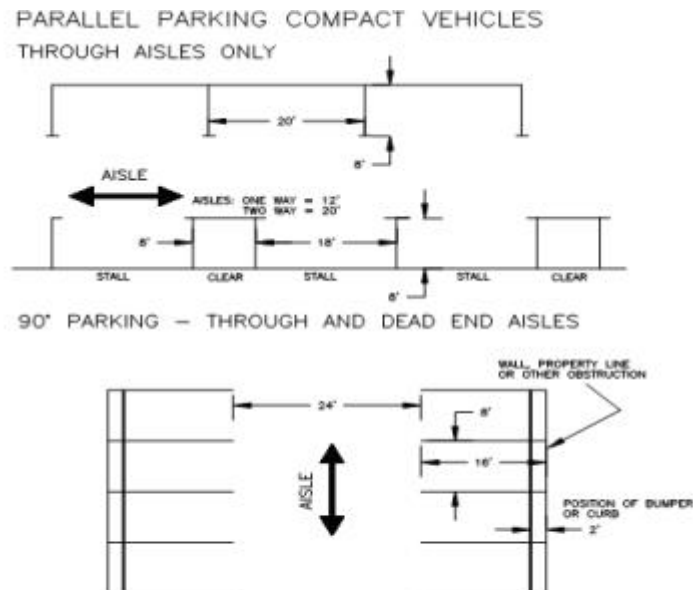 PARALLEL PARKING COMPACT VEHICLES
THROUGH AISLES ONLY
20'
8'
AISLE
AISLES: ONE WAY = 12'
TWO WAY = 20'
8'
18'
STALL
CLEAR
STALL
STALL
CLEAR
8'
90° PARKING – THROUGH AND DEAD END AISLES
WALL, PROPERTY LINE
OR OTHER OBSTRUCTION
24'
8'
16'
AISLE
POSITION OF BUMPER
OR CURB
2'